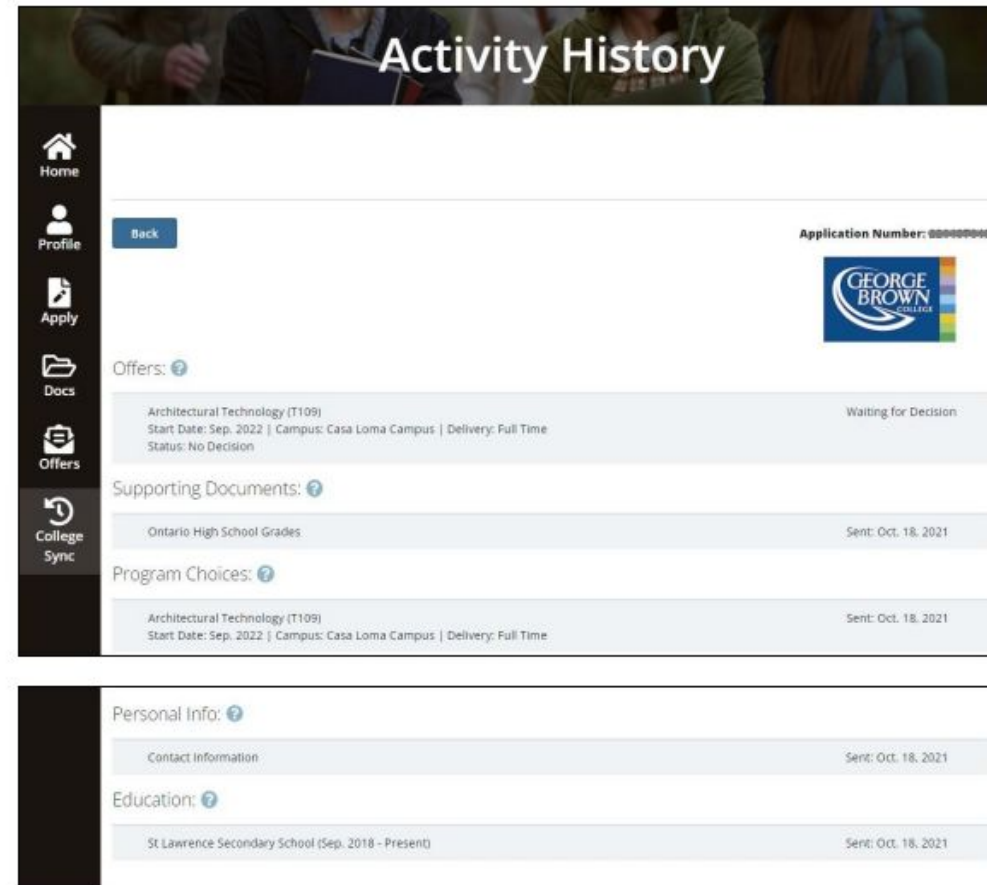 Activity History
Home
Profile
Apply
Docs
Offers
College
Sync
Back
Application Number:
GEORGE
BROWN
COLLEGE
Offers:
Architectural Technology (T109)
Start Date: Sep. 2022 | Campus: Casa Loma Campus | Delivery: Full Time
Status: No Decision
Waiting for Decision
Supporting Documents:
Ontario High School Grades
Sent: Oct. 18, 2021
Program Choices:
Architectural Technology (T109)
Start Date: Sep. 2022 | Campus: Casa Loma Campus | Delivery: Full Time
Sent: Oct. 18, 2021
Personal Info:
Contact Information
Sent: Oct. 18, 2021
Education:
St Lawrence Secondary School (Sep. 2018 - Present)
Sent: Oct. 18, 2021